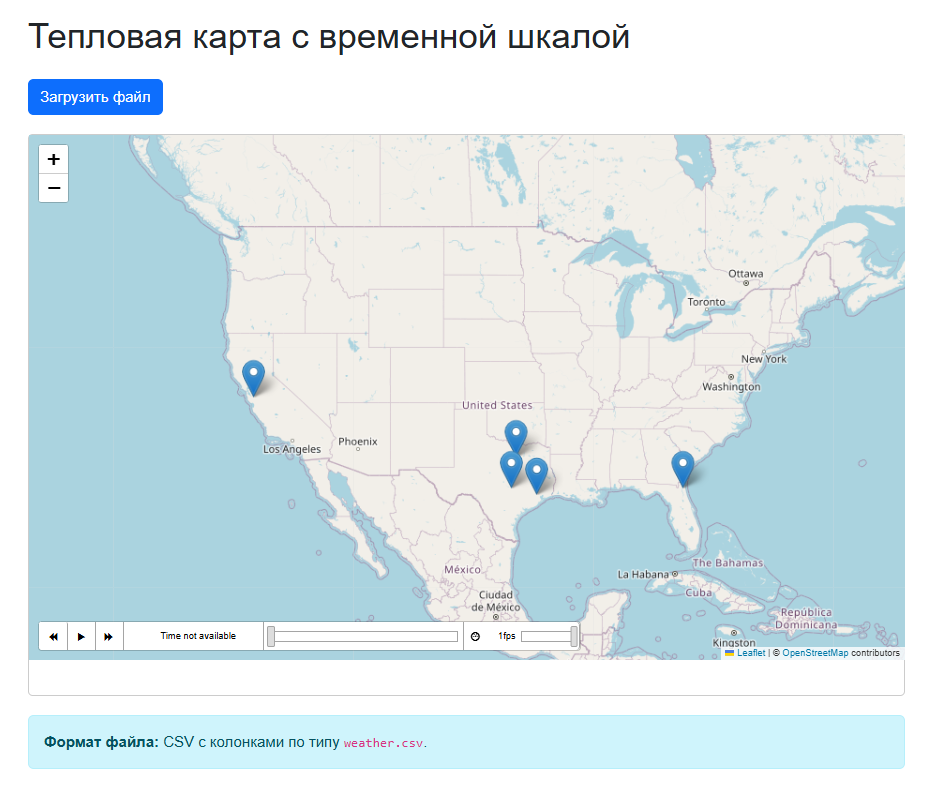 Тепловая карта с временной шкалой
Загрузить файл
+
−
Ottawa
Toronto
New York
Washington
United States
Los Angeles
Phoenix
México
The Bahamas
La Habana
Cuba
Ciudad
de México
República
Dominicana
Kingston
Time not available
1fps
Leaflet | © OpenStreetMap contributors
Формат файла: CSV с колонками по типу weather.csv.